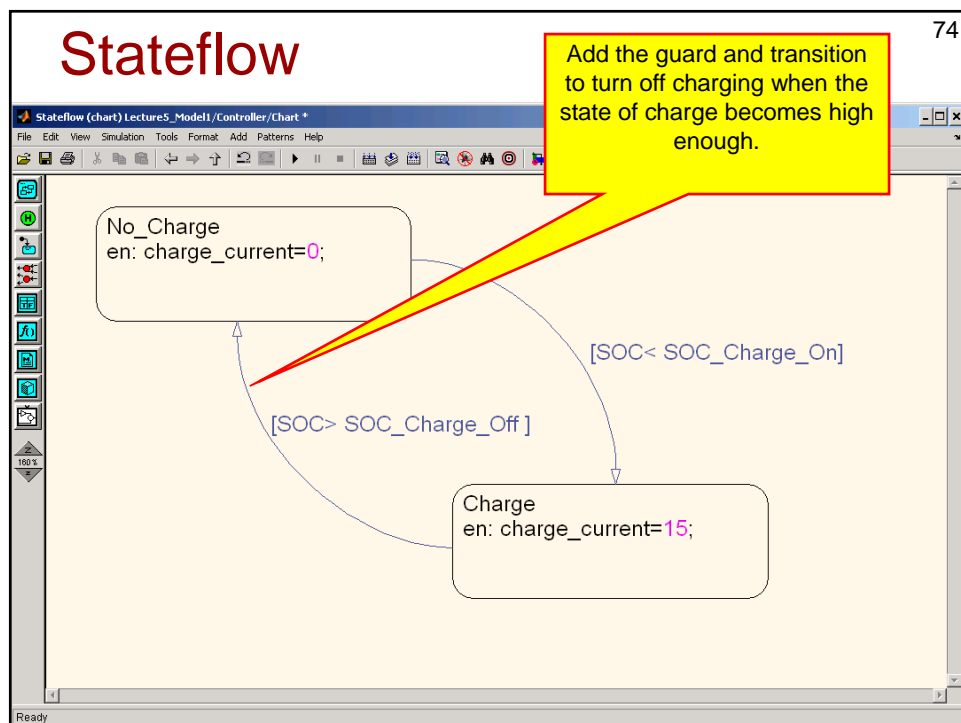 74
Stateflow
Add the guard and transition
to turn off charging when the
state of charge becomes high
enough.
Stateflow (chart) Lecture5_Model1/Controller/Chart *
File Edit View Simulation Tools Format Add Patterns Help
No_Charge
en: charge_current=0;
[SOC< SOC_Charge_On]
[SOC> SOC_Charge_Off ]
Charge
en: charge_current=15;
160%
Ready